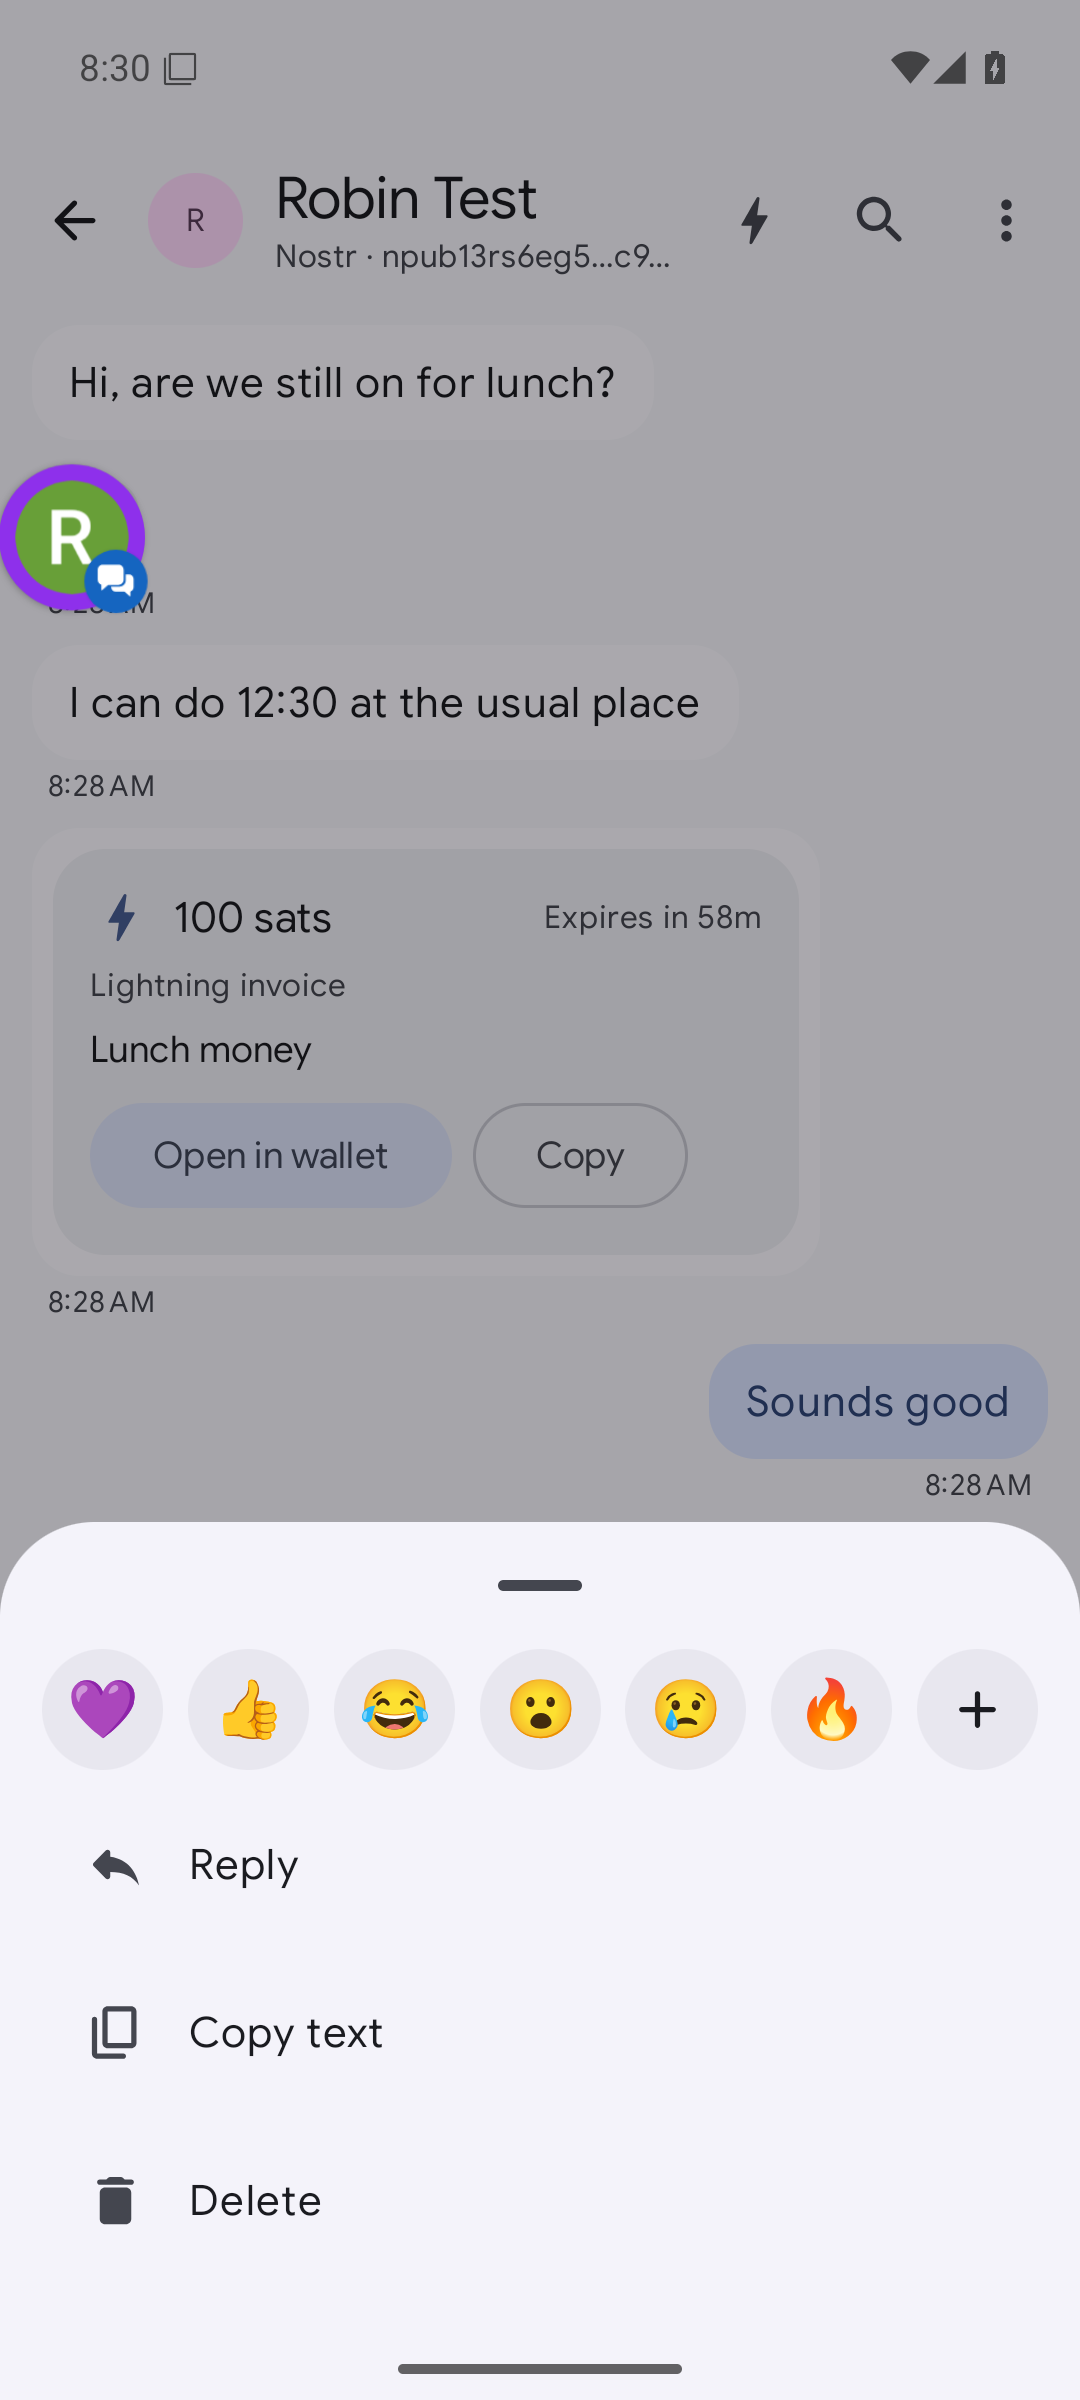 8:30
R
Robin Test
Nostr · npub13rs6eg5...c9...
Hi, are we still on for lunch?
R
I can do 12:30 at the usual place
8:28 AM
100 sats
Expires in 58m
Lightning invoice
Lunch money
Open in wallet
Copy
8:28 AM
Sounds good
8:28 AM
Reply
Copy text
Delete